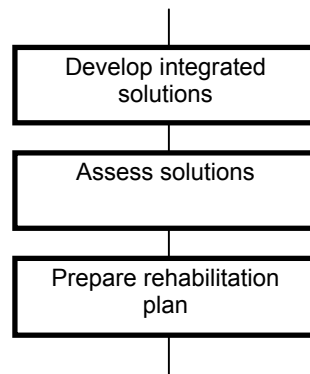 Develop integrated
solutions
Assess solutions
Prepare rehabilitation
plan